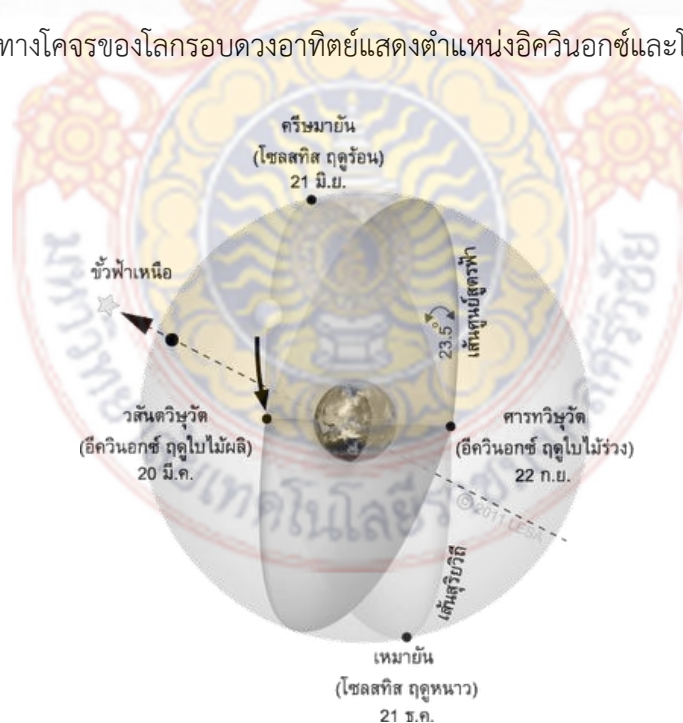 ทางโคจรของโลกรอบดวงอาทิตย์แสดงตำแหน่งอิควินอกซ์และโ
ครีษมายัน
(โซลสทิส ฤดูร้อน)
21 มิ.ย.
ขั้วฟ้าเหนือ
เส้นศูนย์สูตรฟ้า
23.5°
วสันตวิษุวัต
(อีควินอกซ์ ฤดูใบไม้ผลิ)
20 มี.ค.
ศารทวิษุวัต
(อีควินอกซ์ ฤดูใบไม้ร่วง)
22 ก.ย.
© 2011 LESA
เส้นสุริยวิถี
เหมายัน
(โซลสทิส ฤดูหนาว)
21 ธ.ค.